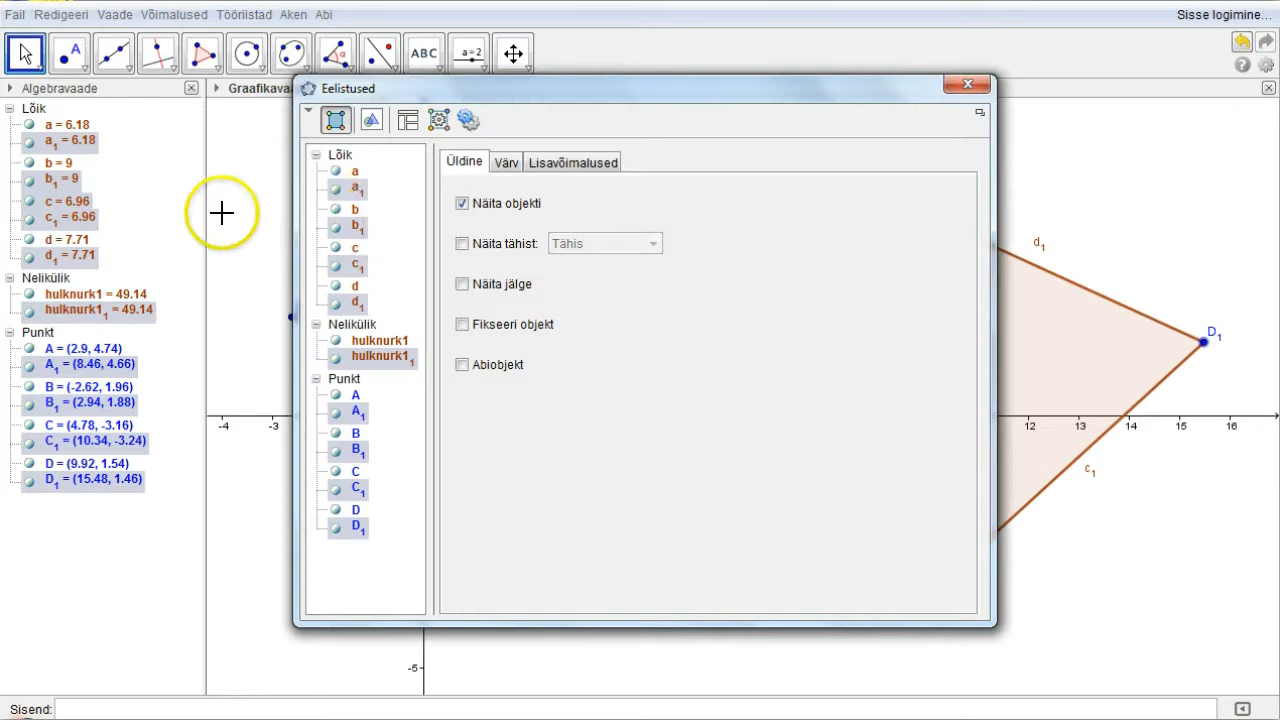 Fail Redigeeri Vaade Võimalused Tööriistad Aken Abi
Sisse logimine...
A
α
ABC
a=2
Algebravaade
Lõik
a = 6.18
a1 = 6.18
b = 9
b1 = 9
c = 6.96
c1 = 6.96
d = 7.71
d1 = 7.71
Nelikülik
hulknurk1 = 49.14
hulknurk11 = 49.14
Punkt
A = (2.9, 4.74)
A1 = (8.46, 4.66)
B = (-2.62, 1.96)
B1 = (2.94, 1.88)
C = (4.78, -3.16)
C1 = (10.34, -3.24)
D = (9.92, 1.54)
D1 = (15.48, 1.46)
Eelistused
Lõik
a
a1
b
b1
c
c1
d
d1
Nelikülik
hulknurk1
hulknurk11
Punkt
A
A1
B
B1
C
C1
D
D1
Üldine Värv Lisavõimalused
Näita objekti
Näita tähist: Tähis
Näita jälge
Fikseeri objekt
Abiobjekt
d1
D1
c1
-4 -3 12 13 14 15 16
-5
Sisend: